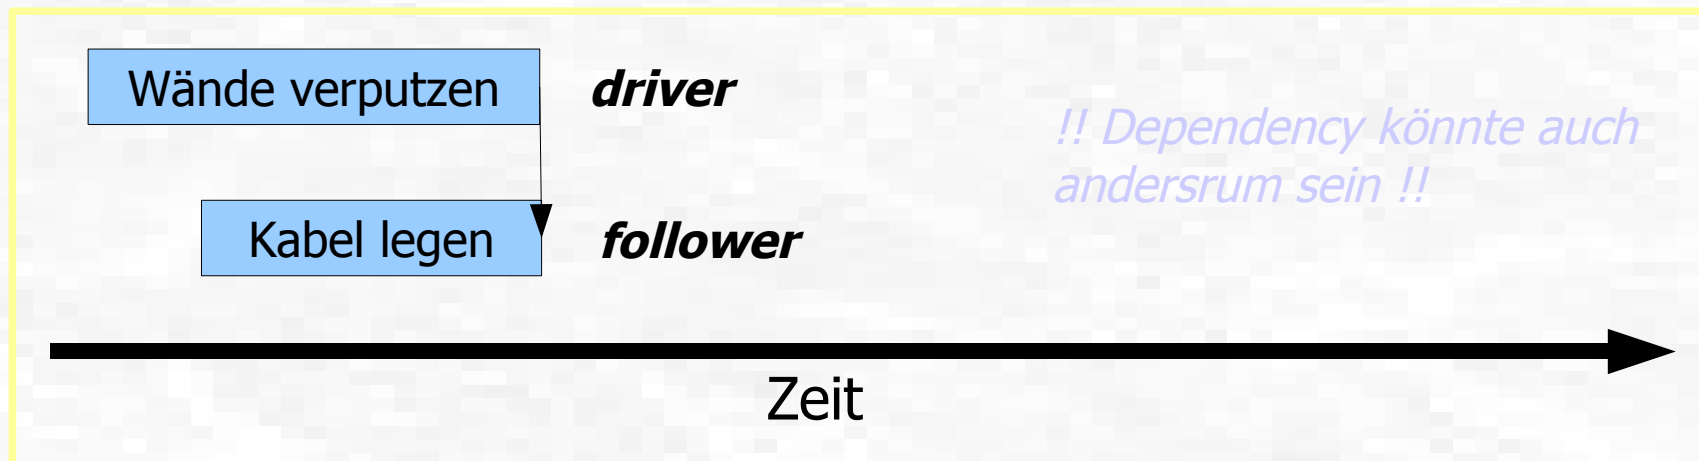 Wände verputzen
driver
!! Dependency könnte auch
andersrum sein !!
Kabel legen
follower
Zeit